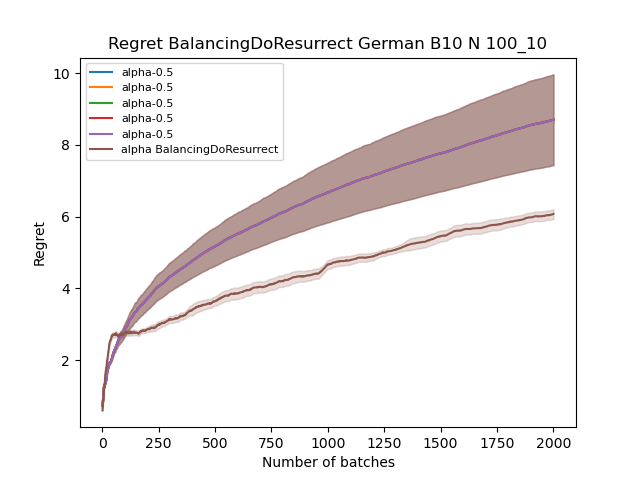 Regret BalancingDoResurrect German B10 N 100_10
alpha-0.5
alpha-0.5
alpha-0.5
alpha-0.5
alpha-0.5
alpha BalancingDoResurrect
10
8
6
4
2
Regret
0 250 500 750 1000 1250 1500 1750 2000
Number of batches